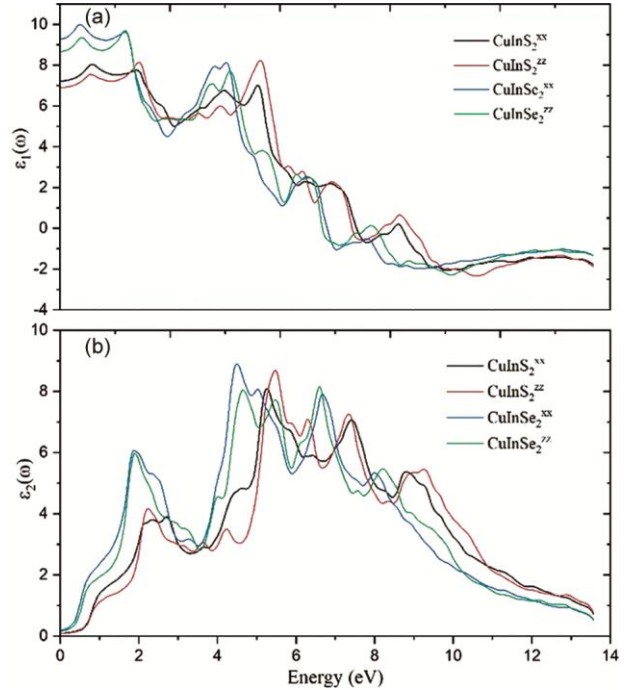 (a)
10
8
6
4
2
0
-2
-4
ε₁(ω)
CuInS₂ˣˣ
CuInS₂ᶻᶻ
CuInSe₂ˣˣ
CuInSe₂ᶻᶻ
(b)
10
8
6
4
2
0
ε₂(ω)
CuInS₂ˣˣ
CuInS₂ᶻᶻ
CuInSe₂ˣˣ
CuInSe₂ᶻᶻ
0 2 4 6 8 10 12 14
Energy (eV)